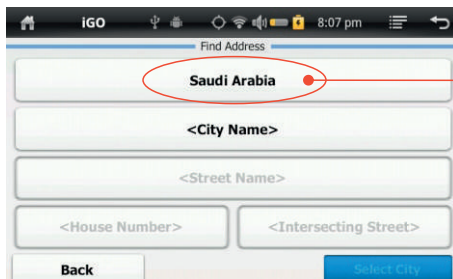 iGO 8:07 pm
Find Address
Saudi Arabia
<City Name>
<Street Name>
<House Number> <Intersecting Street>
Back Select City